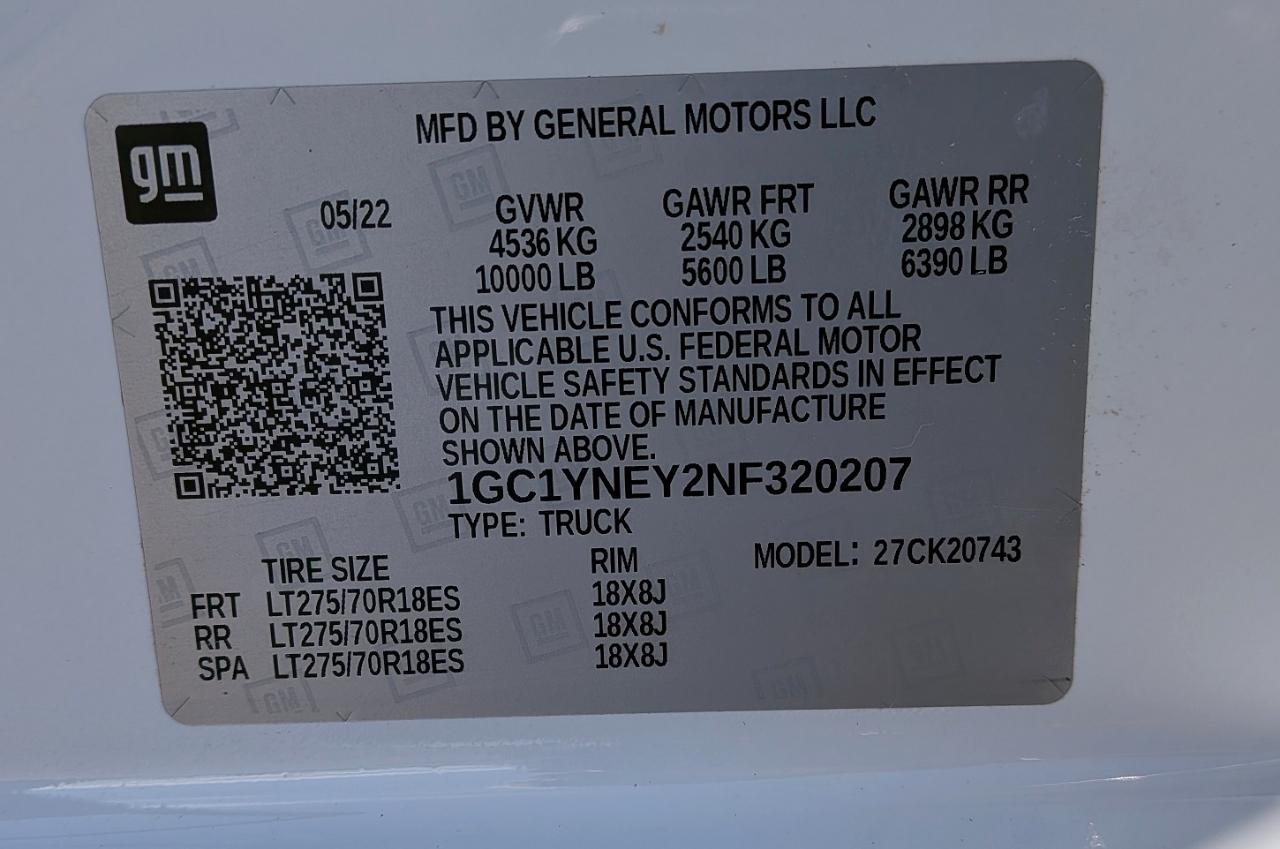 gm
MFD BY GENERAL MOTORS LLC
05/22 GVWR GAWR FRT GAWR RR
4536 KG 2540 KG 2898 KG
10000 LB 5600 LB 6390 LB
THIS VEHICLE CONFORMS TO ALL
APPLICABLE U.S. FEDERAL MOTOR
VEHICLE SAFETY STANDARDS IN EFFECT
ON THE DATE OF MANUFACTURE
SHOWN ABOVE.
1GC1YNEY2NF320207
TYPE: TRUCK
TIRE SIZE RIM MODEL: 27CK20743
FRT LT275/70R18ES 18X8J
RR LT275/70R18ES 18X8J
SPA LT275/70R18ES 18X8J